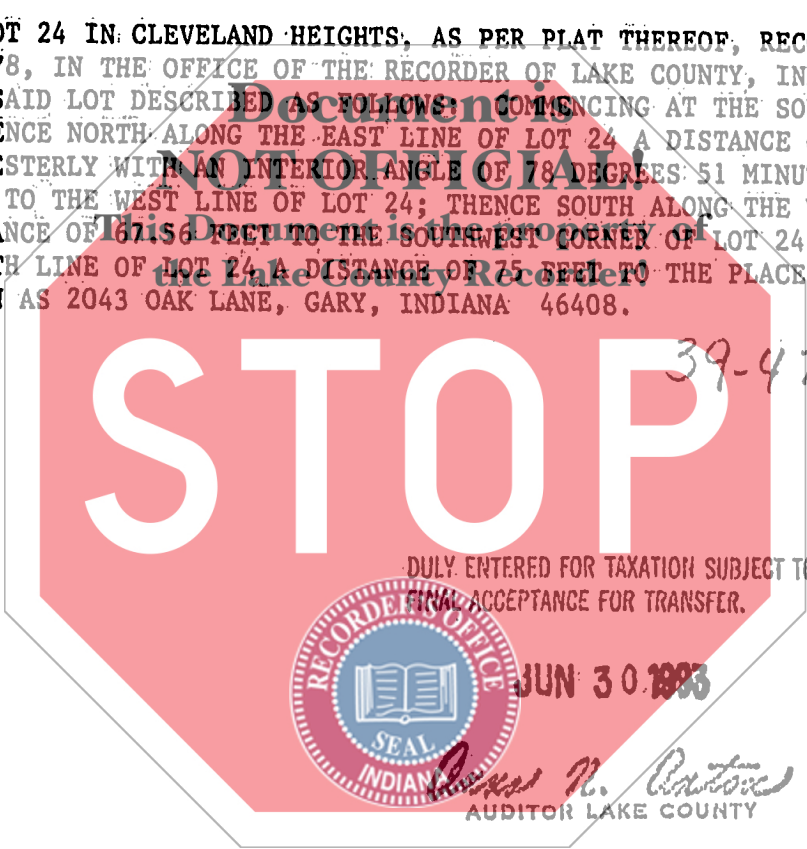 OT 24 IN CLEVELAND HEIGHTS, AS PER PLAT THEREOF, REC
78, IN THE OFFICE OF THE RECORDER OF LAKE COUNTY, IN
SAID LOT DESCRIBED AS FOLLOWS: COMMENCING AT THE SO
ENCE NORTH ALONG THE EAST LINE OF LOT 24 A DISTANCE
ESTERLY WITH AN INTERIOR ANGLE OF 78 DEGREES 51 MINU
TO THE WEST LINE OF LOT 24; THENCE SOUTH ALONG THE
ANCE OF 67.56 FEET TO THE SOUTHWEST CORNER OF LOT 24
TH LINE OF LOT 24 A DISTANCE OF 75 FEET TO THE PLACE
N AS 2043 OAK LANE, GARY, INDIANA 46408.
Document is
NOT OFFICIAL!
This Document is the property of
the Lake County Recorder!
39-47
STOP
DULY ENTERED FOR TAXATION SUBJECT TO
FINAL ACCEPTANCE FOR TRANSFER.
JUN 30 1993
RECORDER'S OFFICE
SEAL
INDIANA
AUDITOR LAKE COUNTY